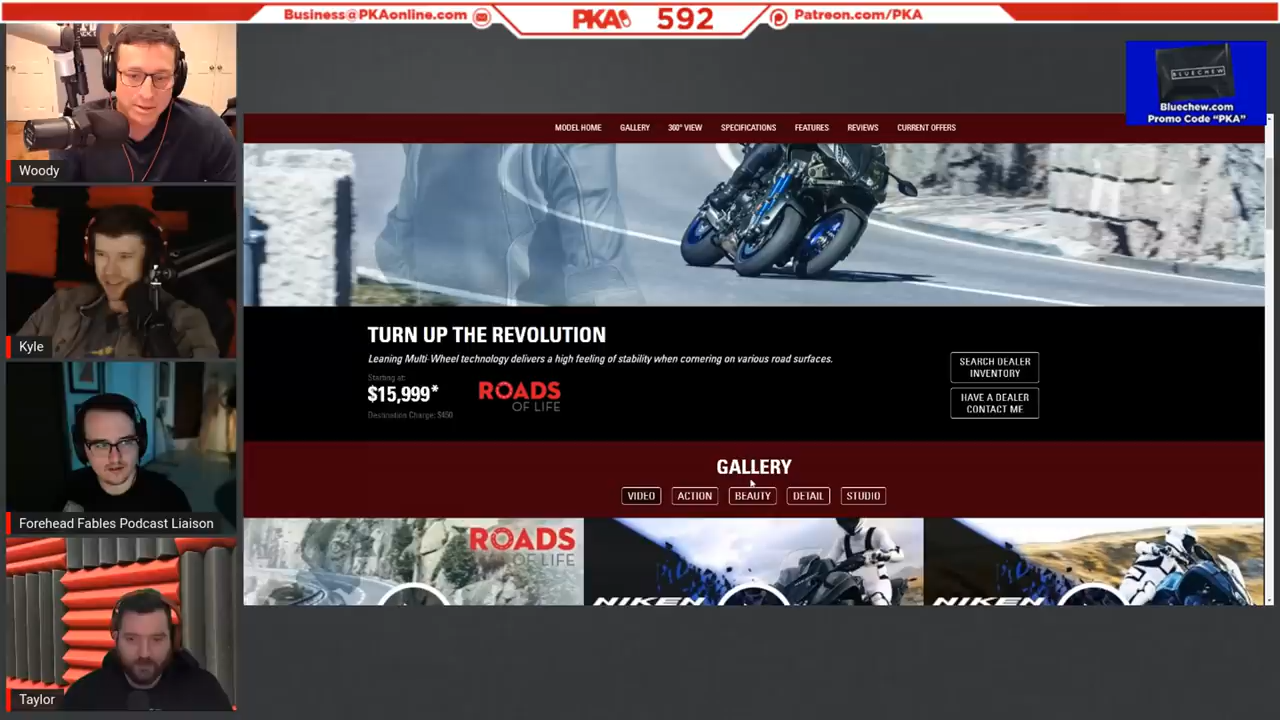 Business@PKAonline.com
PKA 592
Patreon.com/PKA
BLUECHEW
Bluechew.com
Promo Code "PKA"
Woody
Kyle
Forehead Fables Podcast Liaison
Taylor
MODEL HOME GALLERY 360° VIEW SPECIFICATIONS FEATURES REVIEWS CURRENT OFFERS
TURN UP THE REVOLUTION
Leaning Multi-Wheel technology delivers a high feeling of stability when cornering on various road surfaces.
Starting at:
$15,999*
Destination Charge: $450
ROADS
OF LIFE
SEARCH DEALER
INVENTORY
HAVE A DEALER
CONTACT ME
GALLERY
VIDEO ACTION BEAUTY DETAIL STUDIO
ROADS
OF LIFE
NIKEN
NIKEN